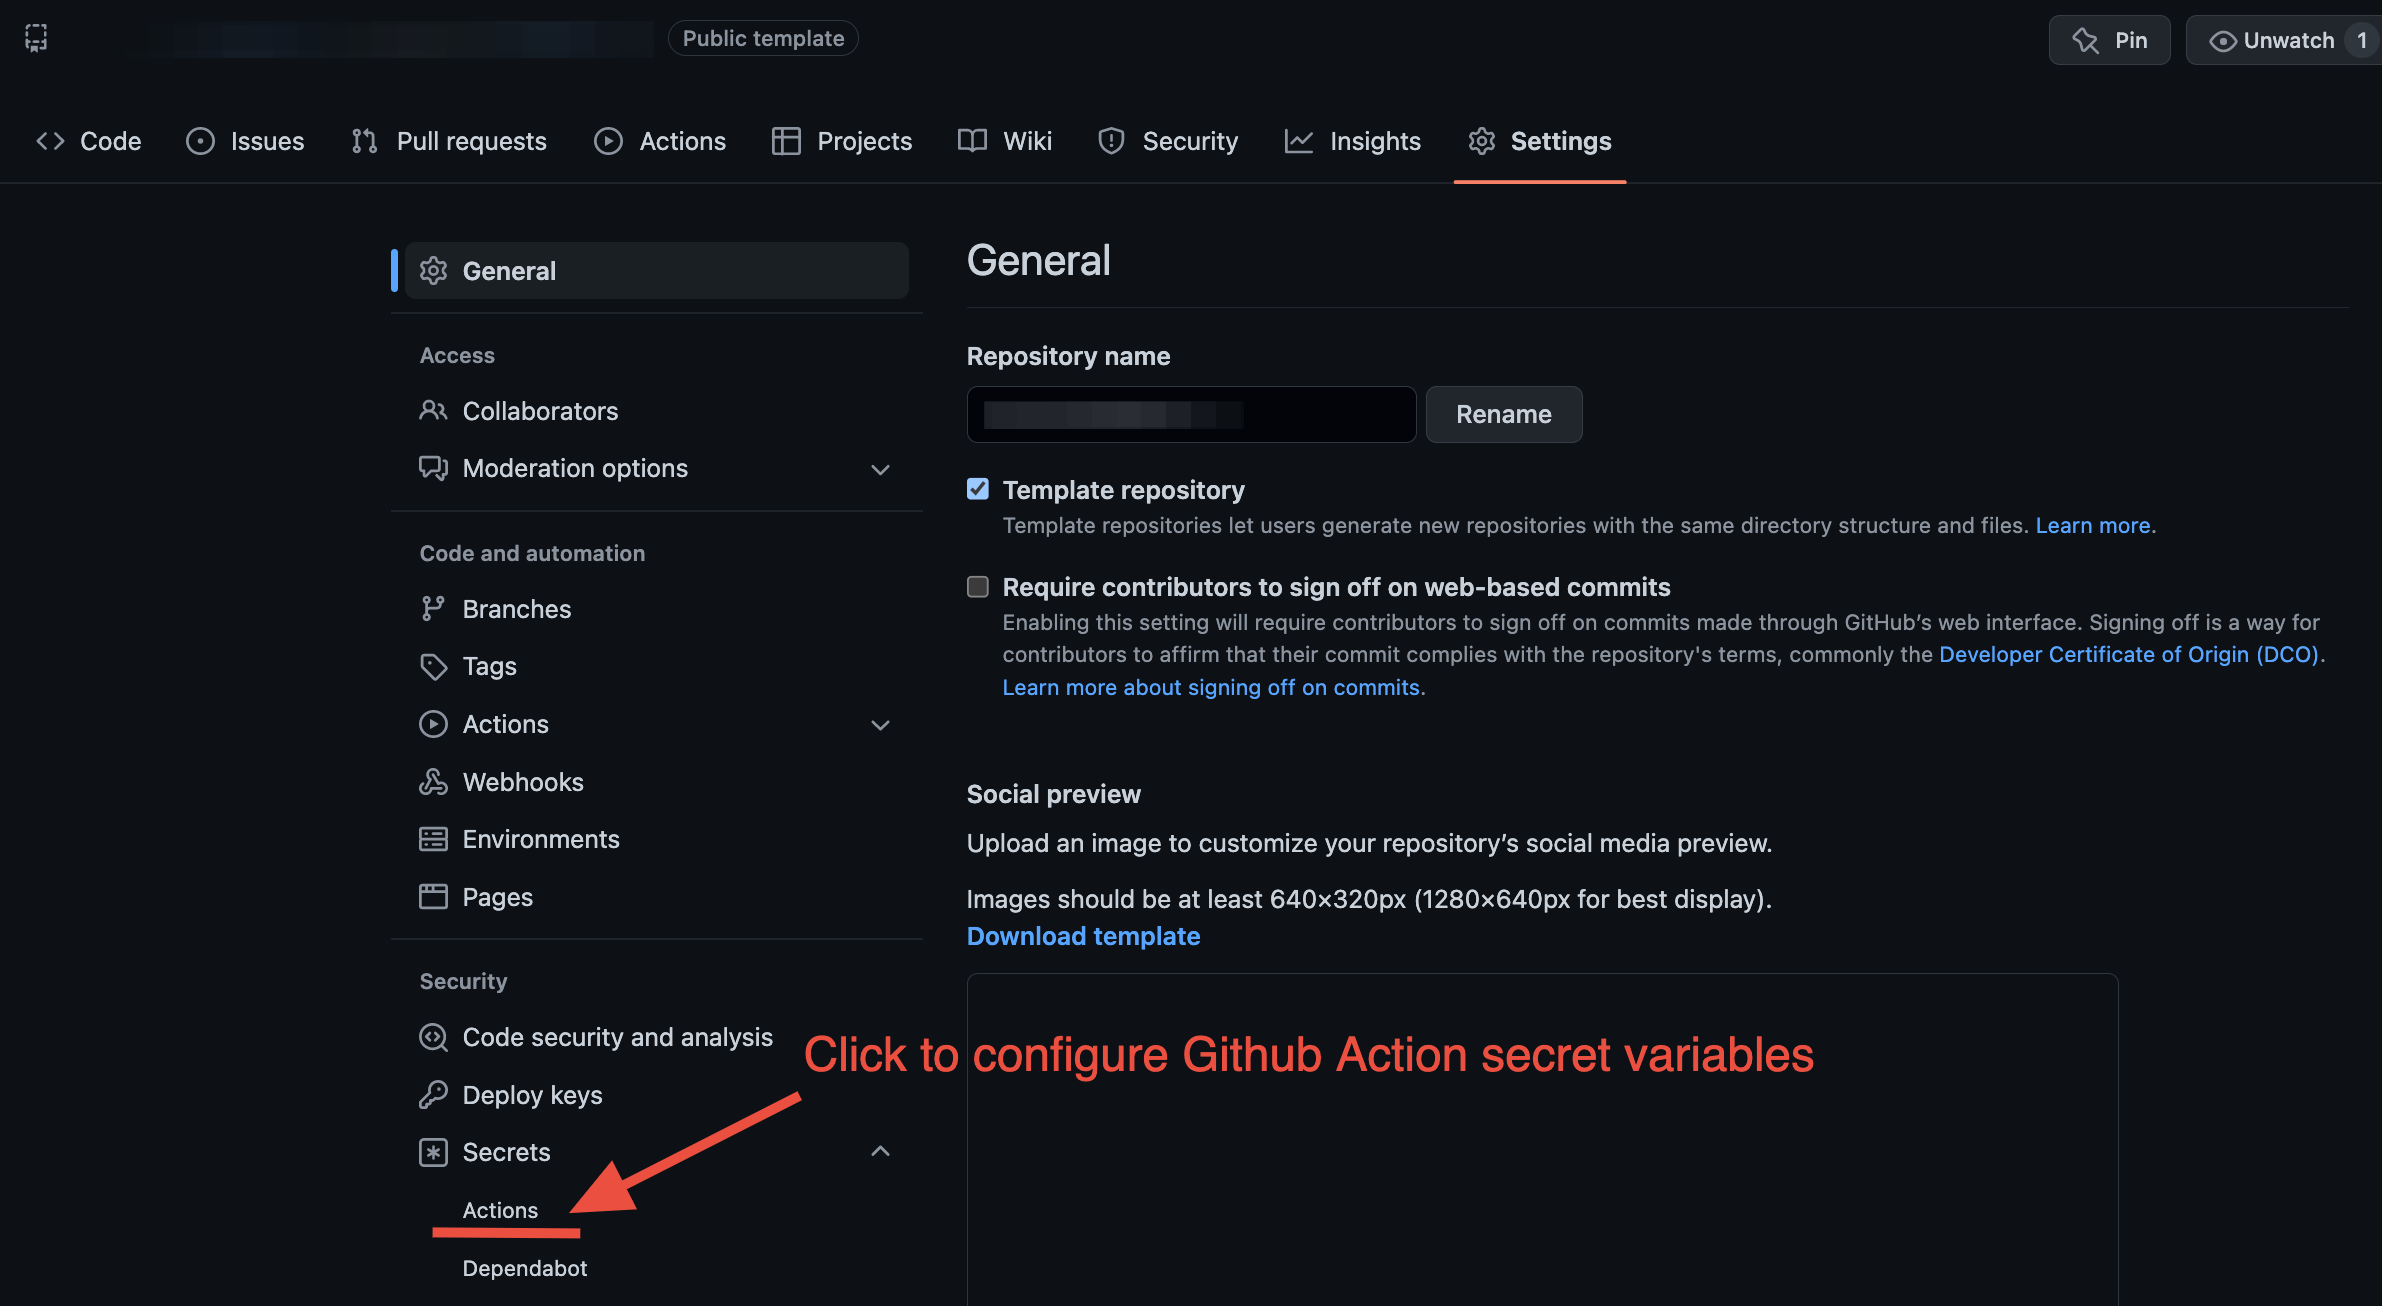 Public template
Pin
Unwatch 1
Code
Issues
Pull requests
Actions
Projects
Wiki
Security
Insights
Settings
General
Access
Collaborators
Moderation options
Code and automation
Branches
Tags
Actions
Webhooks
Environments
Pages
Security
Code security and analysis
Deploy keys
Secrets
Actions
Dependabot
General
Repository name
Rename
Template repository
Template repositories let users generate new repositories with the same directory structure and files. Learn more.
Require contributors to sign off on web-based commits
Enabling this setting will require contributors to sign off on commits made through GitHub’s web interface. Signing off is a way for
contributors to affirm that their commit complies with the repository's terms, commonly the Developer Certificate of Origin (DCO).
Learn more about signing off on commits.
Social preview
Upload an image to customize your repository’s social media preview.
Images should be at least 640×320px (1280×640px for best display).
Download template
Click to configure Github Action secret variables